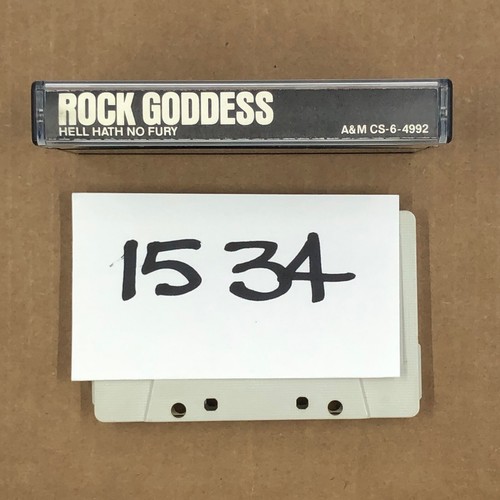 ROCK GODDESS
HELL HATH NO FURY
A&M CS-6-4992
15 34